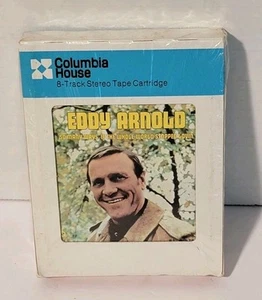 Columbia
House
8-Track Stereo Tape Cartridge
EDDY ARNOLD